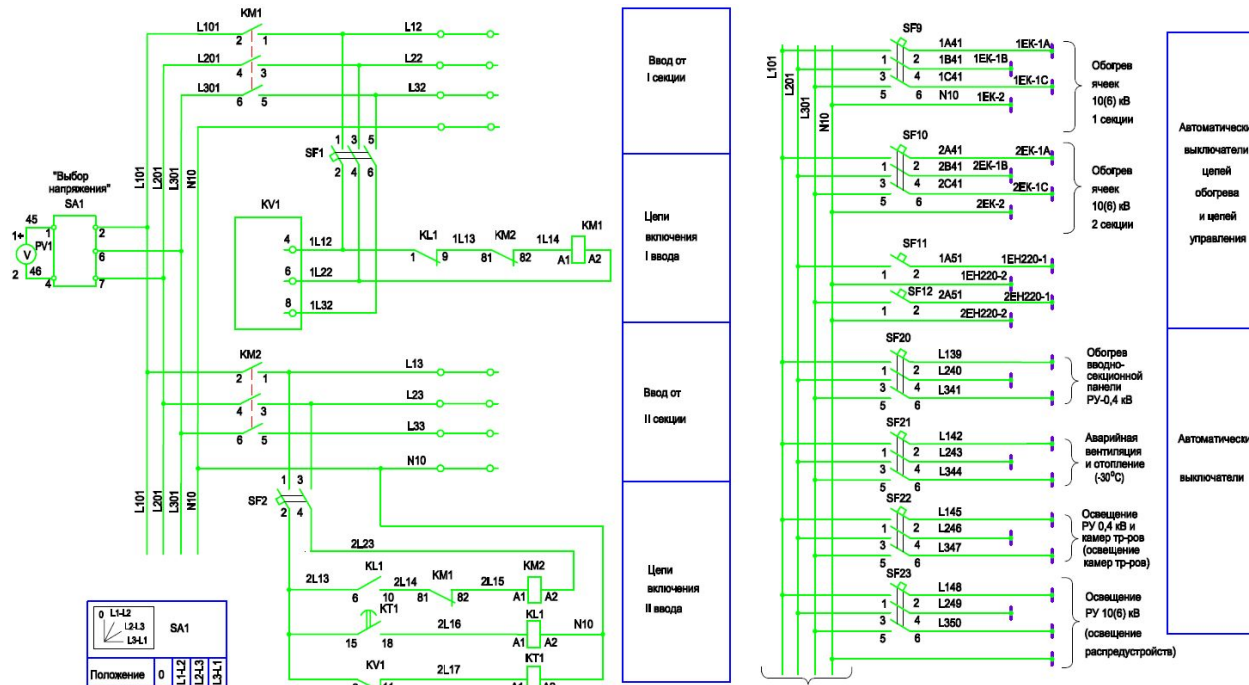 KM1
L101
L12
2 1
L201
L22
4 3
L301
L32
6 5
1 3 5
SF1
2 4 6
L101
L201
L301
N10
"Выбор
напряжения"
SA1
45
1+
PV1
V
2
46
1
4
2
6
7
KV1
4
1L12
6
1L22
8
1L32
KL1
1 9
1L13
KM2
81 82
1L14
KM1
A1 A2
KM2
L13
2 1
L23
4 3
L33
6 5
N10
L101
L201
L301
N10
1 3
SF2
2 4
2L23
2L13
KL1
6 10
2L14
KM1
81 82
2L15
KM2
A1 A2
KT1
15 18
2L16
KL1
A1 A2
N10
KV1
11
2L17
KT1
0 L1-L2
L2-L3
L3-L1
SA1
Положение
0
L1-L2
L2-L3
L3-L1
Ввод от
I секции
Цепи
включения
I ввода
Ввод от
II секции
Цепи
включения
II ввода
L101
L201
L301
N10
SF9
1A41
1EK-1A
1 2
1B41
1EK-1B
3 4
1C41
1EK-1C
5 6
N10
1EK-2
Обогрев
ячеек
10(6) кВ
1 секции
SF10
2A41
2EK-1A
1 2
2B41
2EK-1B
3 4
2C41
2EK-1C
5 6
2EK-2
Обогрев
ячеек
10(6) кВ
2 секции
SF11
1A51
1EH220-1
1 2
1EH220-2
SF12
2A51
2EH220-1
1 2
2EH220-2
SF20
L139
1 2
L240
3 4
L341
5 6
Обогрев
вводно-
секционной
панели
РУ-0,4 кВ
SF21
L142
1 2
L243
3 4
L344
5 6
Аварийная
вентиляция
и отопление
(-30⁰С)
SF22
L145
1 2
L246
3 4
L347
5 6
Освещение
РУ 0,4 кВ и
камер тр-ров
(освещение
камер тр-ров)
SF23
L148
1 2
L249
3 4
L350
5 6
Освещение
РУ 10(6) кВ
(освещение
распредустройств)
Автоматически
выключатели
цепей
обогрева
и цепей
управления
Автоматически
выключатели